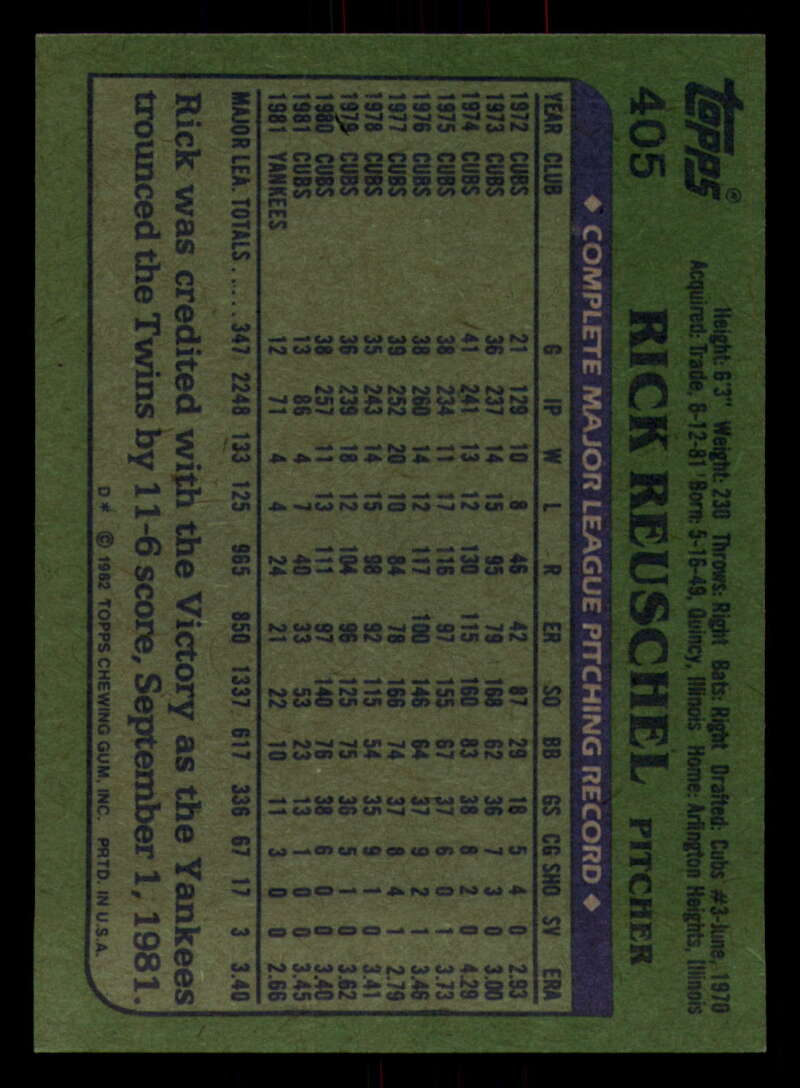 Topps®
405
Height: 6'3" Weight: 230 Throws: Right Bats: Right Drafted: Cubs #3-June, 1970
Acquired: Trade, 6-12-81 Born: 5-16-49, Quincy, Illinois Home: Arlington Heights, Illinois
RICK REUSCHEL PITCHER
◆ COMPLETE MAJOR LEAGUE PITCHING RECORD ◆
YEAR CLUB G IP W L R ER SO BB GS CG SHO SV ERA
1972 CUBS 21 129 10 8 46 42 87 29 18 5 4 0 2.93
1973 CUBS 36 237 14 15 95 79 168 62 36 7 3 0 3.00
1974 CUBS 41 241 13 12 130 115 160 83 38 8 2 0 4.29
1975 CUBS 38 234 11 17 116 97 155 67 37 6 0 1 3.73
1976 CUBS 38 260 14 12 117 100 146 64 37 9 2 1 3.46
1977 CUBS 39 252 20 10 84 78 166 74 37 8 4 1 2.79
1978 CUBS 35 243 14 15 98 92 115 54 35 9 1 0 3.41
1979 CUBS 36 239 18 12 104 96 125 75 36 5 1 0 3.62
1980 CUBS 38 257 11 13 111 97 140 76 38 6 0 0 3.40
1981 CUBS 13 86 4 7 40 33 53 23 13 1 0 0 3.45
1981 YANKEES 12 71 4 4 24 21 22 10 11 3 0 0 2.66
MAJOR LEA. TOTALS..... 347 2248 133 125 965 850 1337 617 336 67 17 3 3.40
Rick was credited with the Victory as the Yankees
trounced the Twins by 11-6 score, September 1, 1981.
D* © 1982 TOPPS CHEWING GUM, INC. PRTD. IN U.S.A.